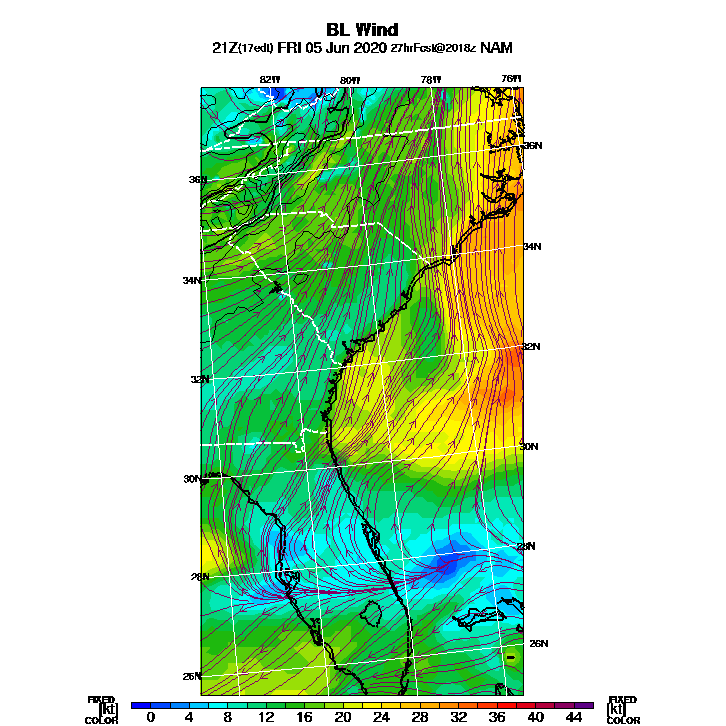 BL Wind
21Z(17edt) FRI 05 Jun 2020 27hrFcst@2018z NAM
82W 80W 78W 76W
36N
36N
34N
34N
32N
32N
30N
30N
28N
28N
26N
26N
FIXED FIXED
[kt] [kt]
COLOR COLOR
0 4 8 12 16 20 24 28 32 36 40 44